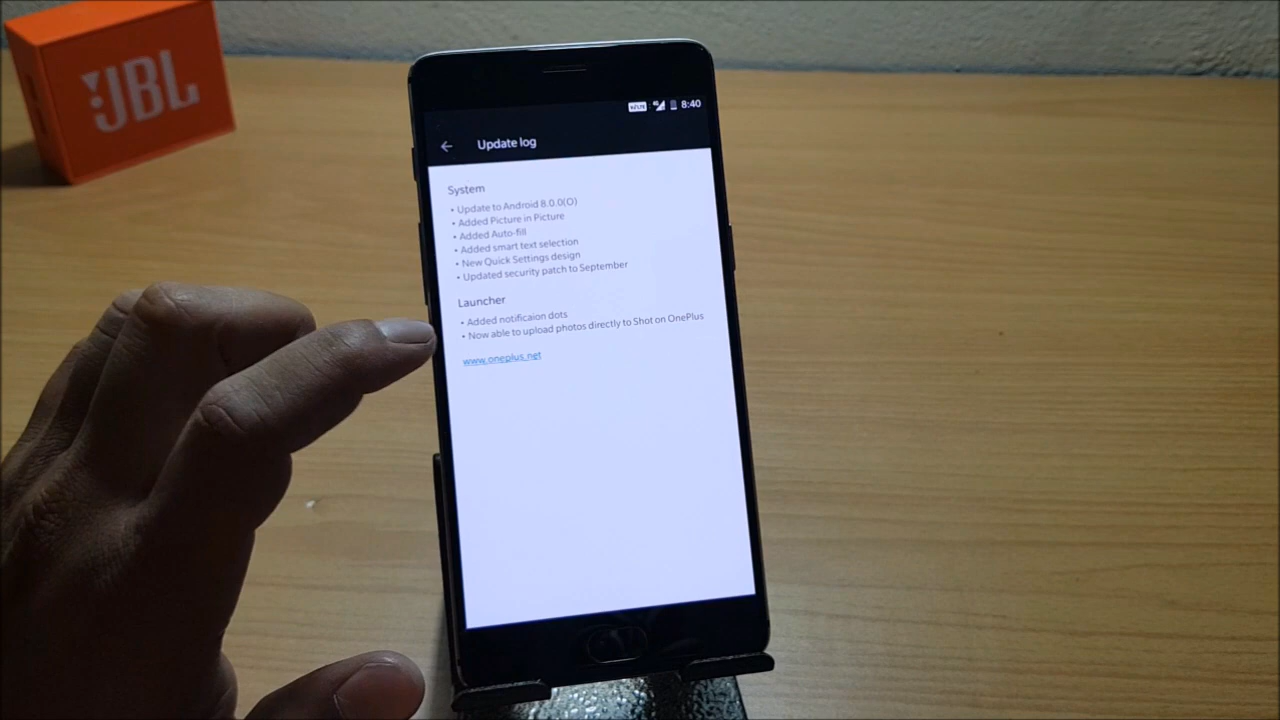 JBL
VoLTE 4G 8:40
Update log
System
• Update to Android 8.0.0(O)
• Added Picture in Picture
• Added Auto-fill
• Added smart text selection
• New Quick Settings design
• Updated security patch to September
Launcher
• Added notificaion dots
• Now able to upload photos directly to Shot on OnePlus
www.oneplus.net